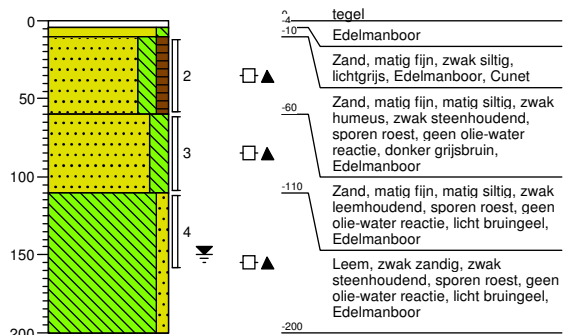 0
50
100
150
200
2
3
4
0
-4
-10
-60
-110
-200
tegel
Edelmanboor
Zand, matig fijn, zwak siltig,
lichtgrijs, Edelmanboor, Cunet
Zand, matig fijn, matig siltig, zwak
humeus, zwak steenhoudend,
sporen roest, geen olie-water
reactie, donker grijsbruin,
Edelmanboor
Zand, matig fijn, matig siltig, zwak
leemhoudend, sporen roest, geen
olie-water reactie, licht bruingeel,
Edelmanboor
Leem, zwak zandig, zwak
steenhoudend, sporen roest, geen
olie-water reactie, licht bruingeel,
Edelmanboor